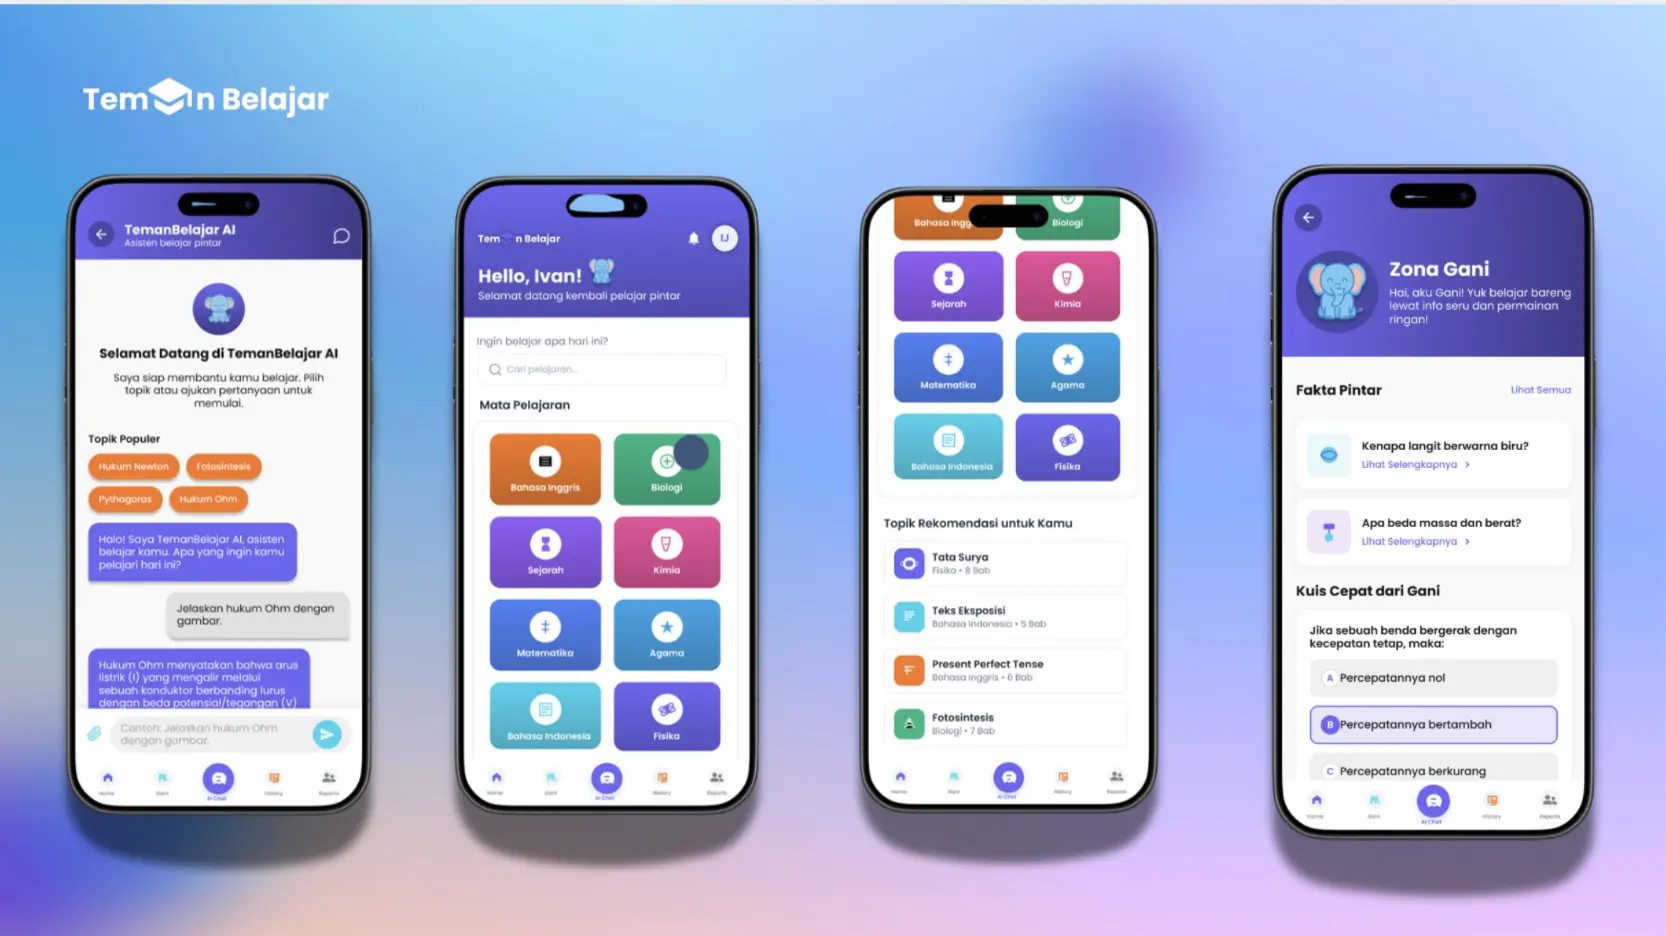 Teman Belajar
TemanBelajar AI
Asisten belajar pintar
Selamat Datang di TemanBelajar AI
Saya siap membantu kamu belajar. Pilih
topik atau ajukan pertanyaan untuk
memulai.
Topik Populer
Hukum Newton
Fotosintesis
Pythagoras
Hukum Ohm
Halo! Saya TemanBelajar AI, asisten
belajar kamu. Apa yang ingin kamu
pelajari hari ini?
Jelaskan hukum Ohm dengan
gambar.
Hukum Ohm menyatakan bahwa arus
listrik (I) yang mengalir melalui
sebuah konduktor berbanding lurus
dengan beda potensial/tegangan (V)
Contoh: Jelaskan hukum Ohm
dengan gambar.
Home
Gani
AI Chat
History
Reports
Teman Belajar
IJ
Hello, Ivan!
Selamat datang kembali pelajar pintar
Ingin belajar apa hari ini?
Cari pelajaran...
Mata Pelajaran
Bahasa Inggris
Biologi
Sejarah
Kimia
Matematika
Agama
Bahasa Indonesia
Fisika
Home
Gani
AI Chat
History
Reports
Bahasa Ingg
Biologi
Sejarah
Kimia
Matematika
Agama
Bahasa Indonesia
Fisika
Topik Rekomendasi untuk Kamu
Tata Surya
Fisika • 8 Bab
Teks Eksposisi
Bahasa Indonesia • 5 Bab
Present Perfect Tense
Bahasa Inggris • 6 Bab
Fotosintesis
Biologi • 7 Bab
Home
Gani
AI Chat
History
Reports
Zona Gani
Hai, aku Gani! Yuk belajar bareng
lewat info seru dan permainan
ringan!
Fakta Pintar
Lihat Semua
Kenapa langit berwarna biru?
Lihat Selengkapnya >
Apa beda massa dan berat?
Lihat Selengkapnya >
Kuis Cepat dari Gani
Jika sebuah benda bergerak dengan
kecepatan tetap, maka:
A Percepatannya nol
B Percepatannya bertambah
C Percepatannya berkurang
Home
Gani
AI Chat
History
Reports